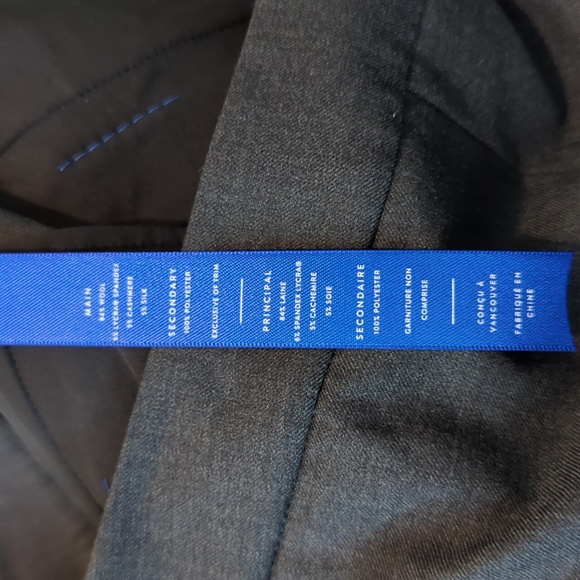 MAIN
84% WOOL
6% LYCRA® SPANDEX
5% CASHMERE
5% SILK
SECONDARY
100% POLYESTER
EXCLUSIVE OF TRIM
PRINCIPAL
84% LAINE
6% SPANDEX LYCRA®
5% CACHEMIRE
5% SOIE
SECONDAIRE
100% POLYESTER
GARNITURE NON
COMPRISE
CONÇU À
VANCOUVER
FABRIQUÉ EN
CHINE